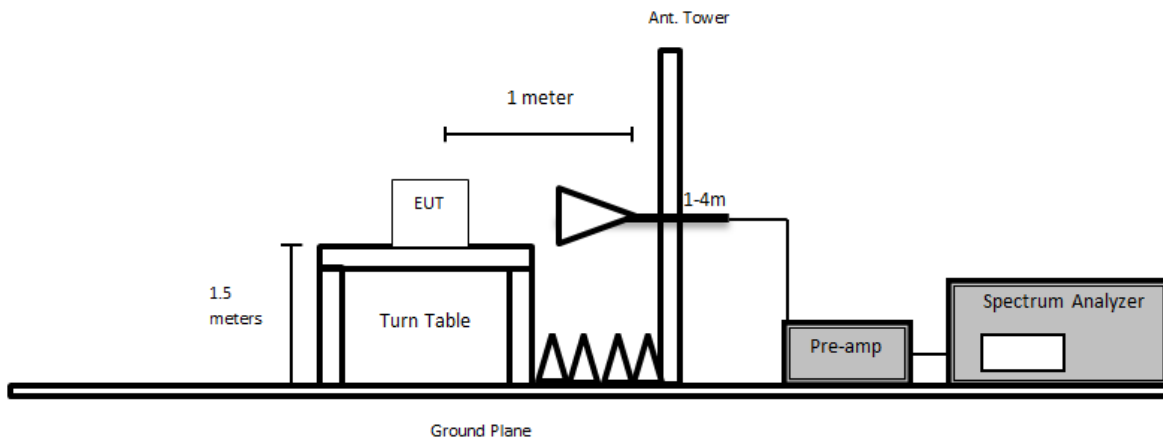 Ant. Tower
1 meter
EUT
1-4m
1.5
meters
Turn Table
Pre-amp
Spectrum Analyzer
Ground Plane